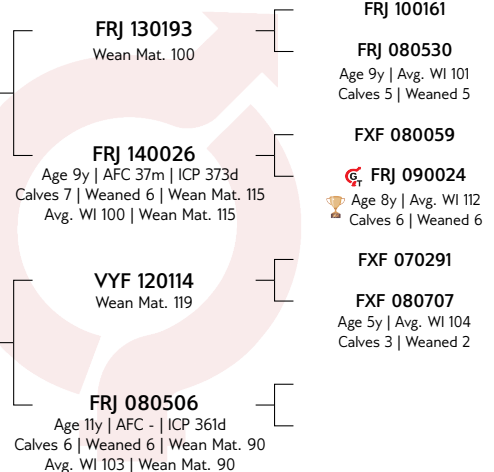 FRJ 130193
Wean Mat. 100
FRJ 140026
Age 9y | AFC 37m | ICP 373d
Calves 7 | Weaned 6 | Wean Mat. 115
Avg. WI 100 | Wean Mat. 115
VYF 120114
Wean Mat. 119
FRJ 080506
Age 11y | AFC - | ICP 361d
Calves 6 | Weaned 6 | Wean Mat. 90
Avg. WI 103 | Wean Mat. 90
FRJ 100161
FRJ 080530
Age 9y | Avg. WI 101
Calves 5 | Weaned 5
FXF 080059
GT FRJ 090024
Age 8y | Avg. WI 112
Calves 6 | Weaned 6
FXF 070291
FXF 080707
Age 5y | Avg. WI 104
Calves 3 | Weaned 2